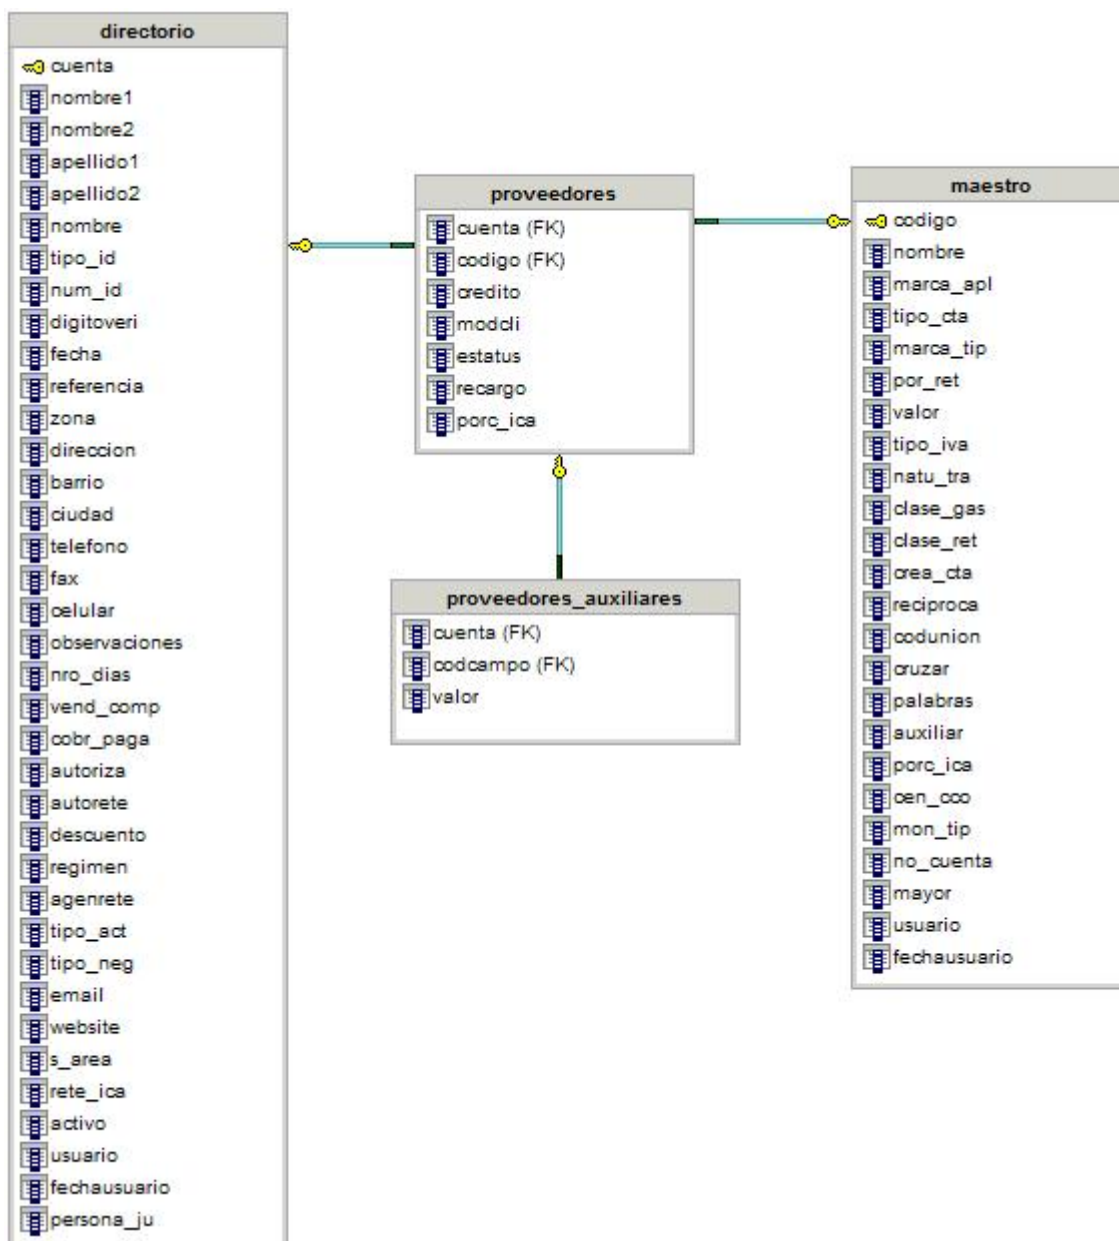 directorio
cuenta
nombre1
nombre2
apellido1
apellido2
nombre
tipo_id
num_id
digitoveri
fecha
referencia
zona
direccion
barrio
ciudad
telefono
fax
celular
observaciones
nro_dias
vend_comp
cobr_paga
autoriza
autorete
descuento
regimen
agenrete
tipo_act
tipo_neg
email
website
s_area
rete_ica
activo
usuario
fechausuario
persona_ju
proveedores
cuenta (FK)
codigo (FK)
credito
modcli
estatus
recargo
porc_ica
proveedores_auxiliares
cuenta (FK)
codcampo (FK)
valor
maestro
codigo
nombre
marca_apl
tipo_cta
marca_tip
por_ret
valor
tipo_iva
natu_tra
clase_gas
clase_ret
crea_cta
reciproca
codunion
cruzar
palabras
auxiliar
porc_ica
cen_cco
mon_tip
no_cuenta
mayor
usuario
fechausuario